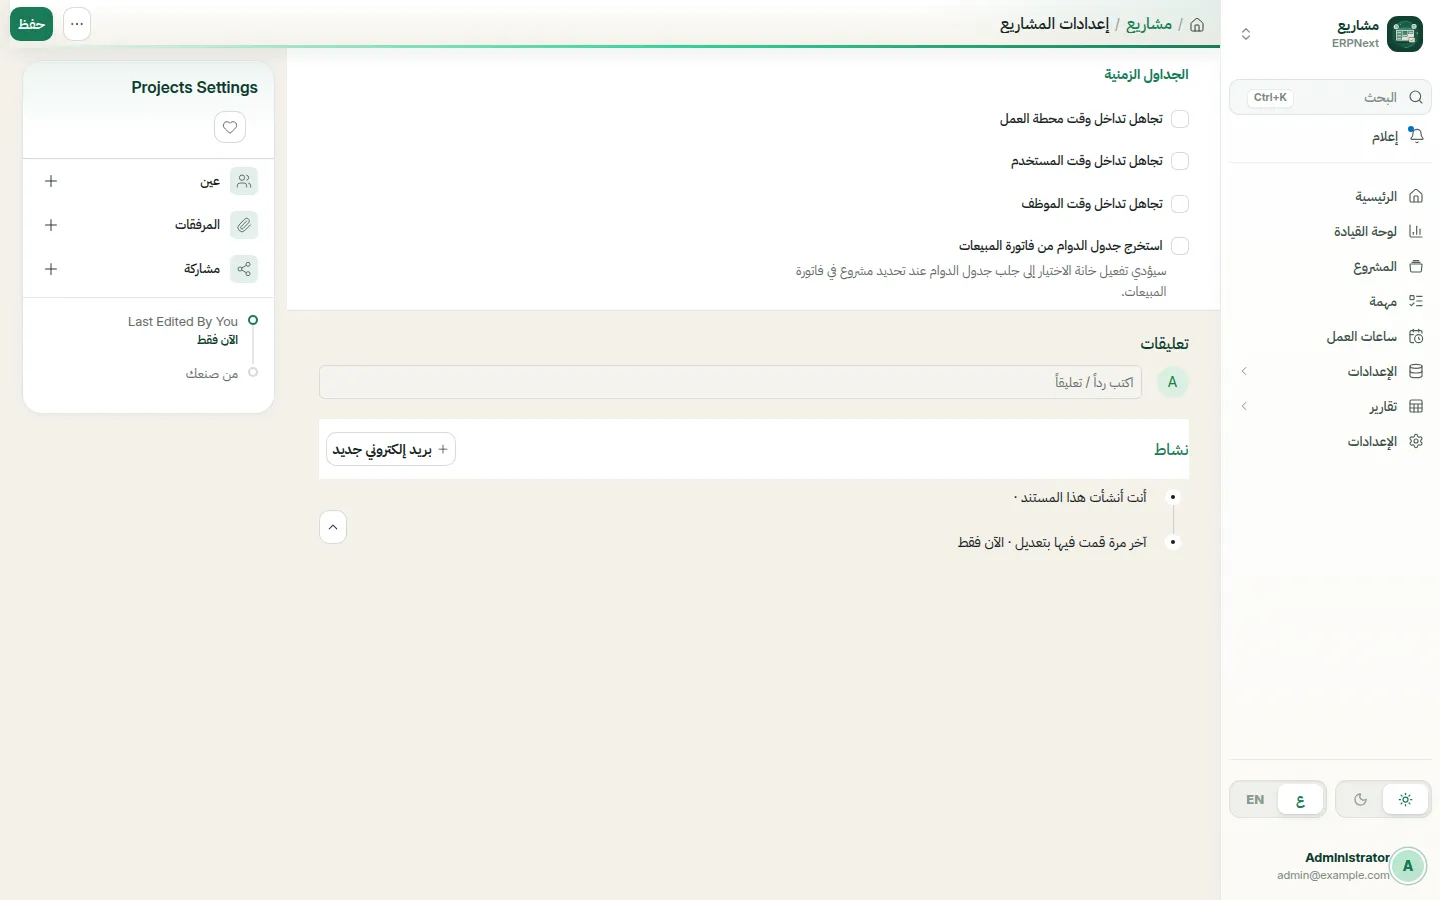 مشاريع
ERPNext
البحث
Ctrl+K
إعلام
الرئيسية
لوحة القيادة
المشروع
مهمة
ساعات العمل
الإعدادات
تقارير
الإعدادات
ع
EN
Administrator
admin@example.com
A
مشاريع / إعدادات المشاريع
حفظ
الجداول الزمنية
تجاهل تداخل وقت محطة العمل
تجاهل تداخل وقت المستخدم
تجاهل تداخل وقت الموظف
استخرج جدول الدوام من فاتورة المبيعات
سيؤدي تفعيل خانة الاختيار إلى جلب جدول الدوام عند تحديد مشروع في فاتورة
المبيعات.
تعليقات
A
اكتب رداً / تعليقاً
نشاط
بريد إلكتروني جديد
أنت أنشأت هذا المستند ·
آخر مرة قمت فيها بتعديل · الآن فقط
Projects Settings
عين
المرفقات
مشاركة
Last Edited By You
الآن فقط
من صنعك